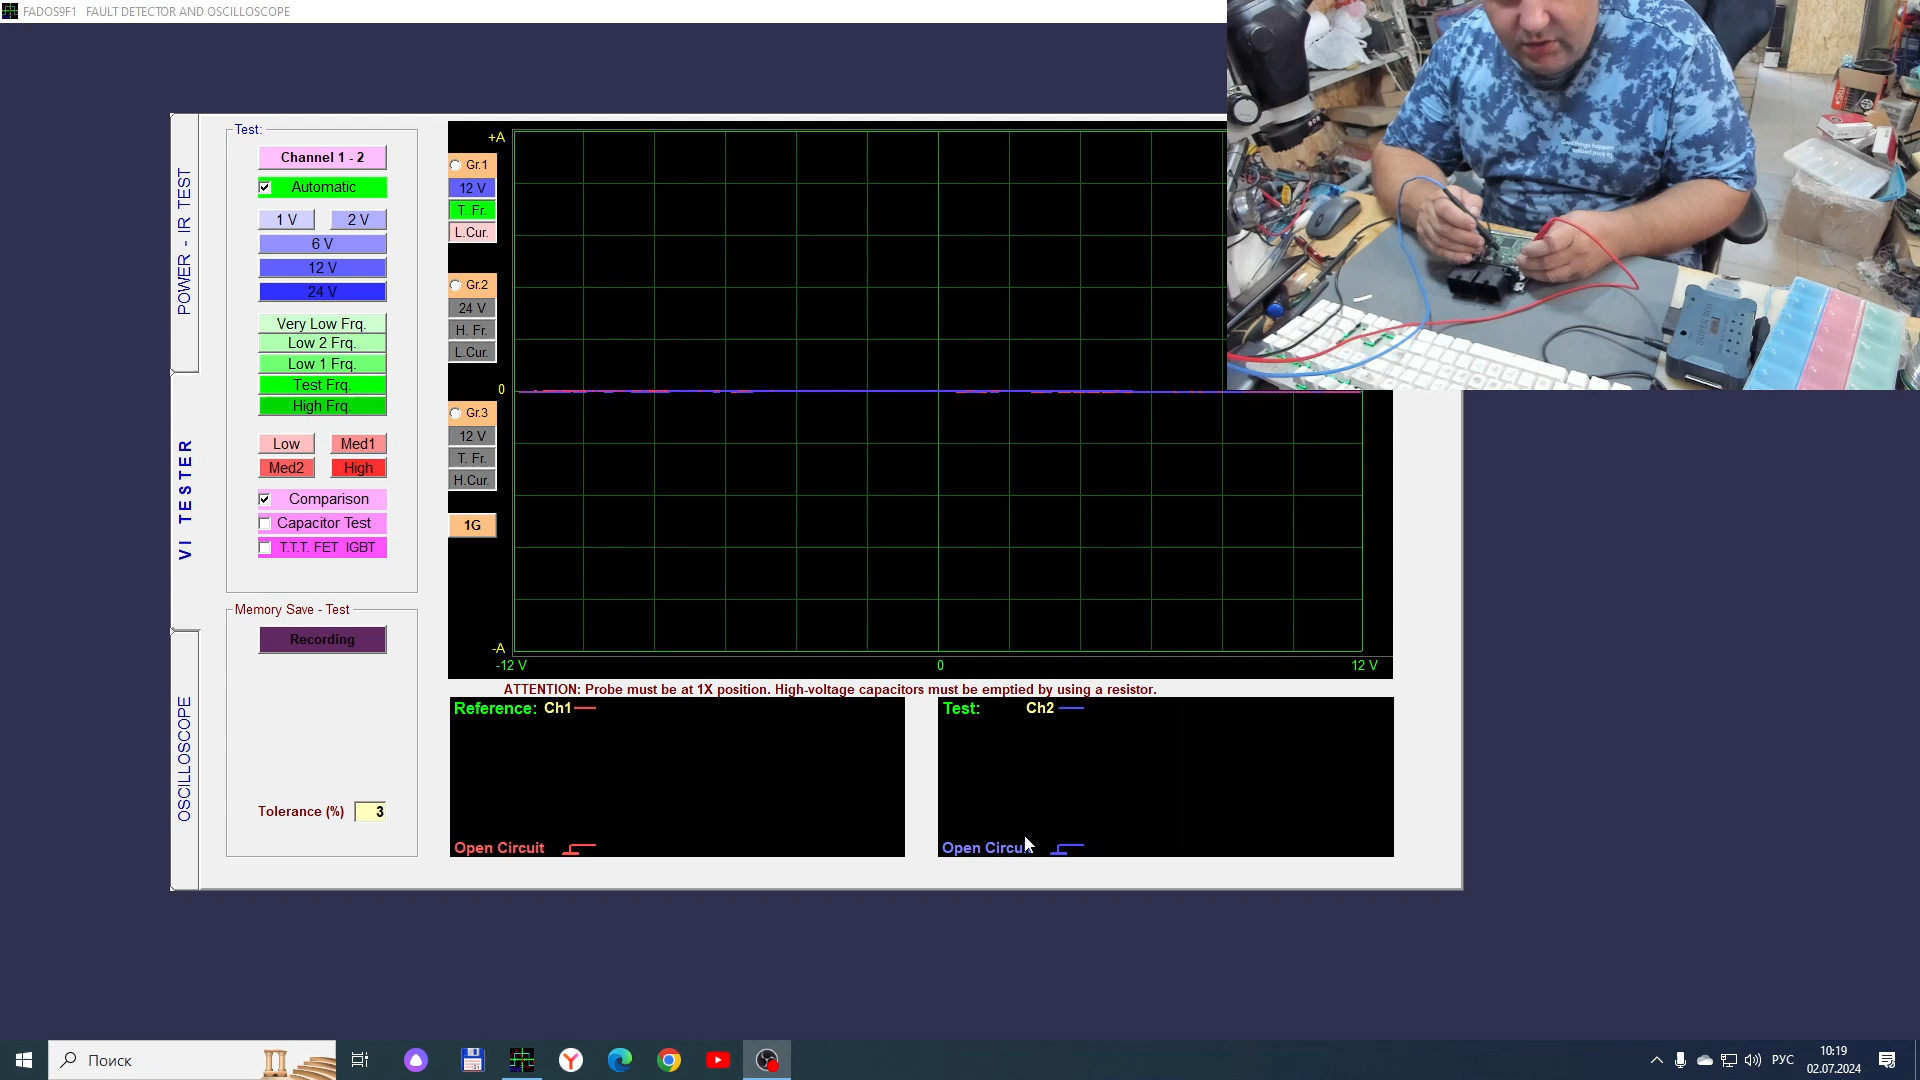 FADOS9F1 FAULT DETECTOR AND OSCILLOSCOPE
POWER - IR TEST
VI TESTER
OSCILLOSCOPE
Test:
Channel 1 - 2
Automatic
1 V
2 V
6 V
12 V
24 V
Very Low Frq.
Low 2 Frq.
Low 1 Frq.
Test Frq.
High Frq.
Low
Med1
Med2
High
Comparison
Capacitor Test
T.T.T. FET IGBT
Memory Save - Test
Recording
Tolerance (%) 3
+A
Gr.1
12 V
T. Fr.
L.Cur.
Gr.2
24 V
H. Fr.
L.Cur.
0
Gr.3
12 V
T. Fr.
H.Cur.
1G
-A
-12 V
0
12 V
ATTENTION: Probe must be at 1X position. High-voltage capacitors must be emptied by using a resistor.
Reference: Ch1
Open Circuit
Test: Ch2
Поиск
РУС
10:19
02.07.2024